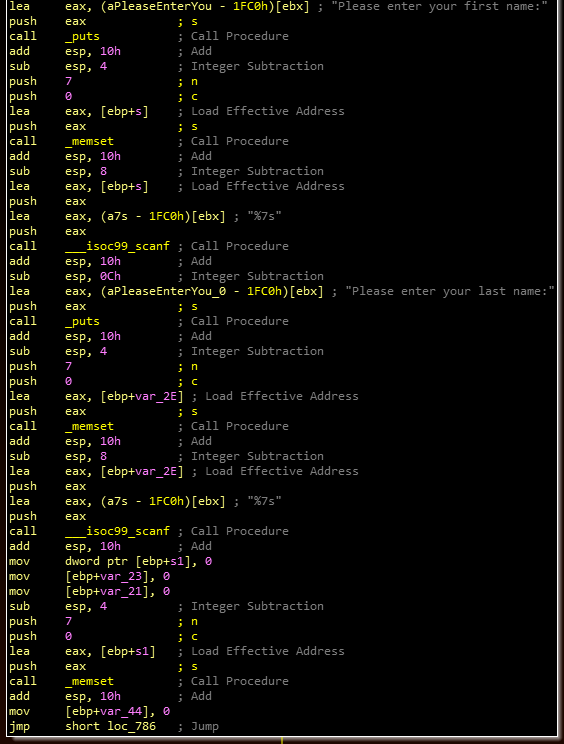 lea eax, (aPleaseEnterYou - 1FC0h)[ebx] ; "Please enter your first name:"
push eax ; s
call _puts ; Call Procedure
add esp, 10h ; Add
sub esp, 4 ; Integer Subtraction
push 7 ; n
push 0 ; c
lea eax, [ebp+s] ; Load Effective Address
push eax ; s
call _memset ; Call Procedure
add esp, 10h ; Add
sub esp, 8 ; Integer Subtraction
lea eax, [ebp+s] ; Load Effective Address
push eax
lea eax, (a7s - 1FC0h)[ebx] ; "%7s"
push eax
call ___isoc99_scanf ; Call Procedure
add esp, 10h ; Add
sub esp, 0Ch ; Integer Subtraction
lea eax, (aPleaseEnterYou_0 - 1FC0h)[ebx] ; "Please enter your last name:"
push eax ; s
call _puts ; Call Procedure
add esp, 10h ; Add
sub esp, 4 ; Integer Subtraction
push 7 ; n
push 0 ; c
lea eax, [ebp+var_2E] ; Load Effective Address
push eax ; s
call _memset ; Call Procedure
add esp, 10h ; Add
sub esp, 8 ; Integer Subtraction
lea eax, [ebp+var_2E] ; Load Effective Address
push eax
lea eax, (a7s - 1FC0h)[ebx] ; "%7s"
push eax
call ___isoc99_scanf ; Call Procedure
add esp, 10h ; Add
mov dword ptr [ebp+s1], 0
mov [ebp+var_23], 0
mov [ebp+var_21], 0
sub esp, 4 ; Integer Subtraction
push 7 ; n
push 0 ; c
lea eax, [ebp+s1] ; Load Effective Address
push eax ; s
call _memset ; Call Procedure
add esp, 10h ; Add
mov [ebp+var_44], 0
jmp short loc_786 ; Jump